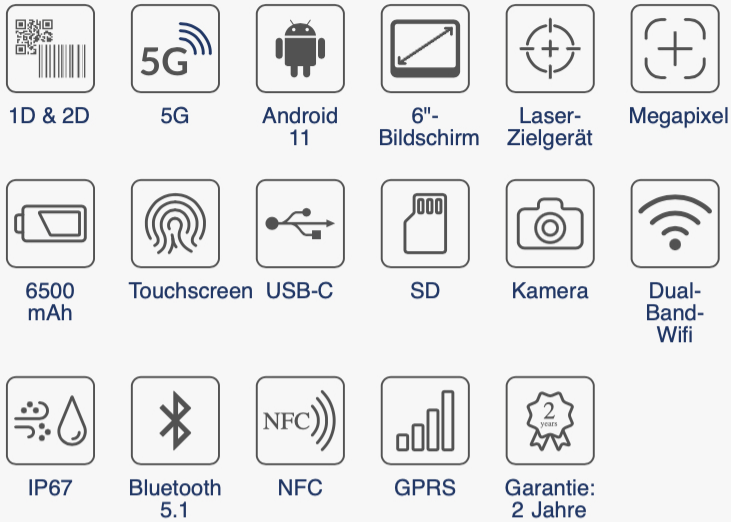 5G
1D & 2D
5G
Android
11
6"-
Bildschirm
Laser-
Zielgerät
Megapixel
6500
mAh
Touchscreen
USB-C
SD
Kamera
Dual-
Band-
Wifi
NFC
2
years
IP67
Bluetooth
5.1
NFC
GPRS
Garantie:
2 Jahre